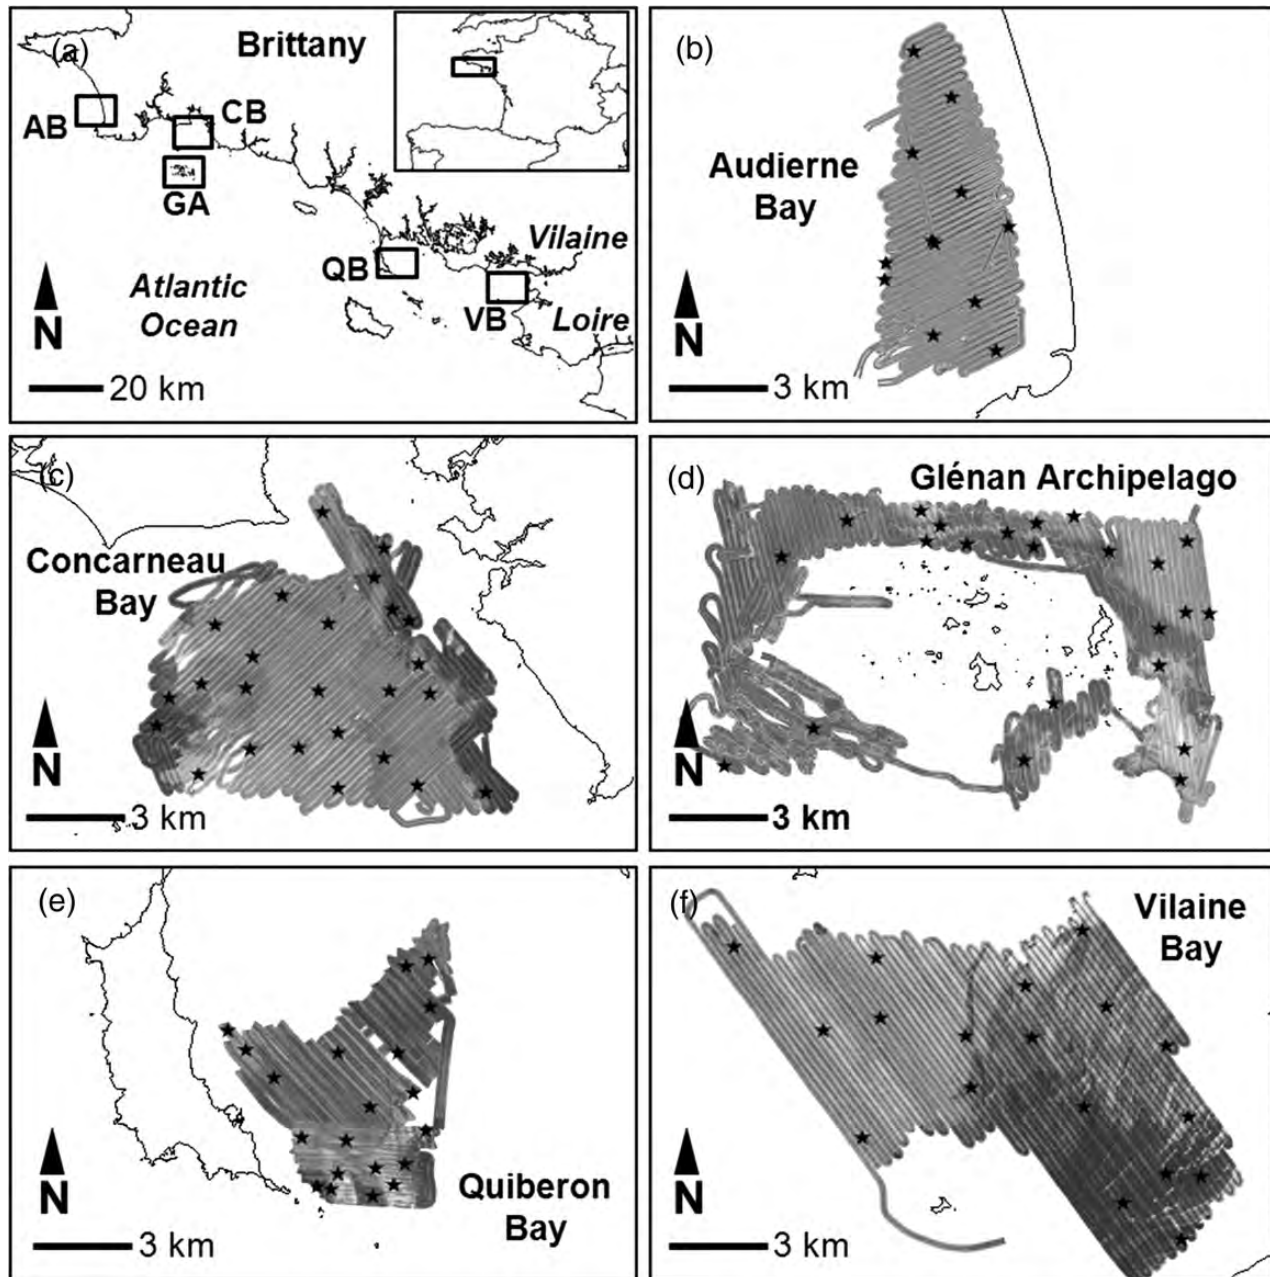 (a)
Brittany
AB
CB
GA
Vilaine
QB
Atlantic
Ocean
VB
Loire
N
20 km
(b)
Audierne
Bay
N
3 km
(c)
Concarneau
Bay
N
3 km
(d)
Glénan Archipelago
N
3 km
(e)
N
Quiberon
Bay
3 km
(f)
Vilaine
Bay
N
3 km